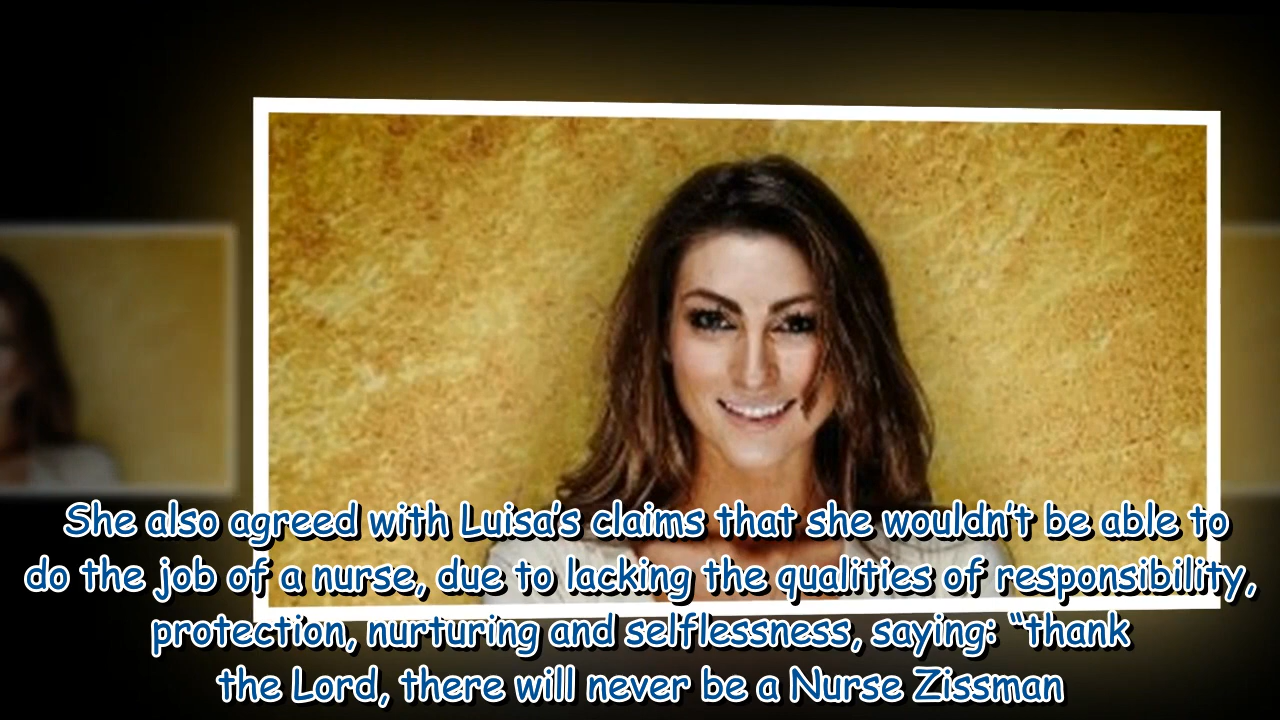 She also agreed with Luisa's claims that she wouldn't be able to
do the job of a nurse, due to lacking the qualities of responsibility,
protection, nurturing and selflessness, saying: “thank
the Lord, there will never be a Nurse Zissman